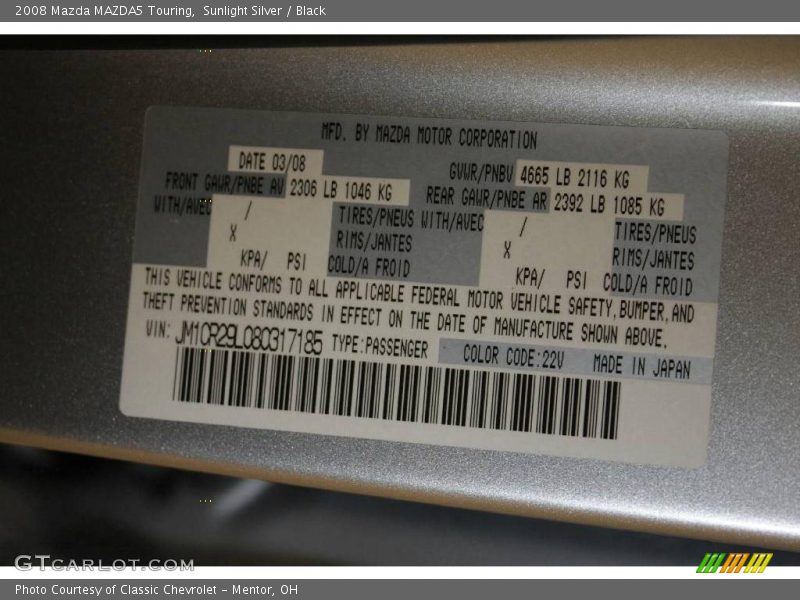 2008 Mazda MAZDA5 Touring, Sunlight Silver / Black
MFD. BY MAZDA MOTOR CORPORATION
DATE 03/08 GVWR/PNBV 4665 LB 2116 KG
FRONT GAWR/PNBE AV 2306 LB 1046 KG REAR GAWR/PNBE AR 2392 LB 1085 KG
WITH/AVEC / TIRES/PNEUS WITH/AVEC / TIRES/PNEUS
X RIMS/JANTES X RIMS/JANTES
KPA/ PSI COLD/A FROID KPA/ PSI COLD/A FROID
THIS VEHICLE CONFORMS TO ALL APPLICABLE FEDERAL MOTOR VEHICLE SAFETY, BUMPER, AND
THEFT PREVENTION STANDARDS IN EFFECT ON THE DATE OF MANUFACTURE SHOWN ABOVE.
VIN: JM1CR29L080317185 TYPE:PASSENGER COLOR CODE:22V MADE IN JAPAN
GTCARLOT.COM
Photo Courtesy of Classic Chevrolet - Mentor, OH